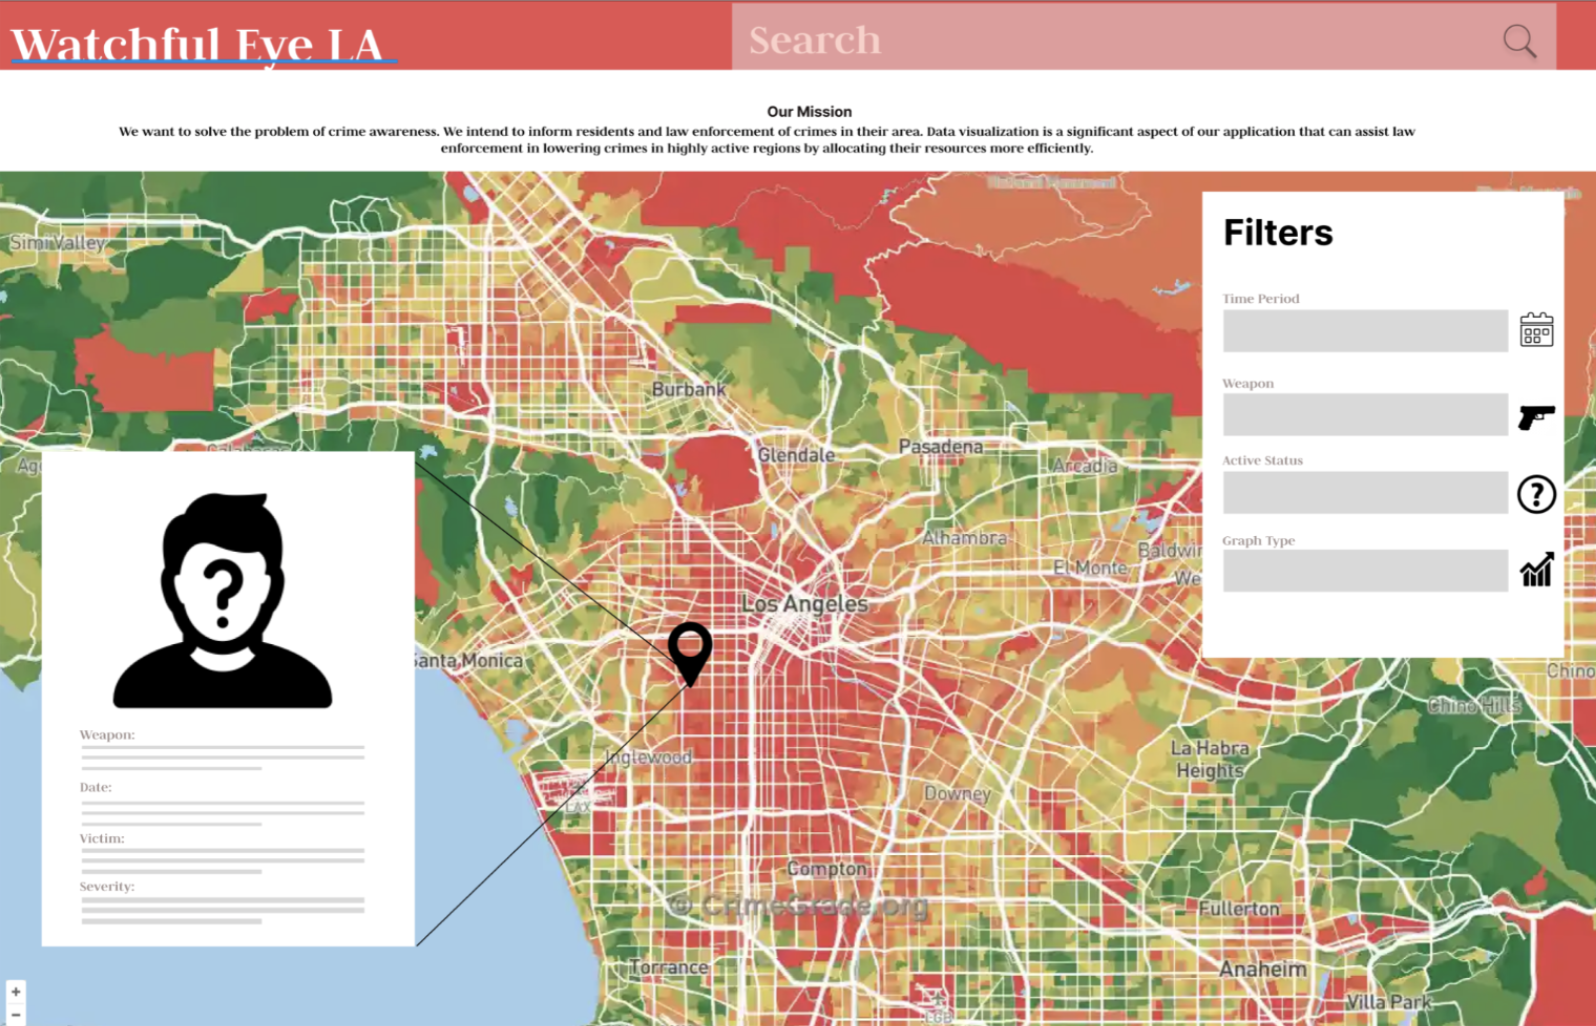 Watchful Eye LA
Search
Our Mission
We want to solve the problem of crime awareness. We intend to inform residents and law enforcement of crimes in their area. Data visualization is a significant aspect of our application that can assist law
enforcement in lowering crimes in highly active regions by allocating their resources more efficiently.
Filters
Time Period
Weapon
Active Status
?
Graph Type
Simi Valley
Burbank
Glendale
Pasadena
Arcadia
Calabasas
Ag
Alhambra
El Monte
Baldwin
We
Los Angeles
Santa Monica
Inglewood
LAX
Downey
La Habra
Heights
Chino
Chino Hills
Compton
© CrimeGrade.org
Fullerton
Torrance
Anaheim
LGB
Villa Park
?
Weapon:
Date:
Victim:
Severity:
+
-